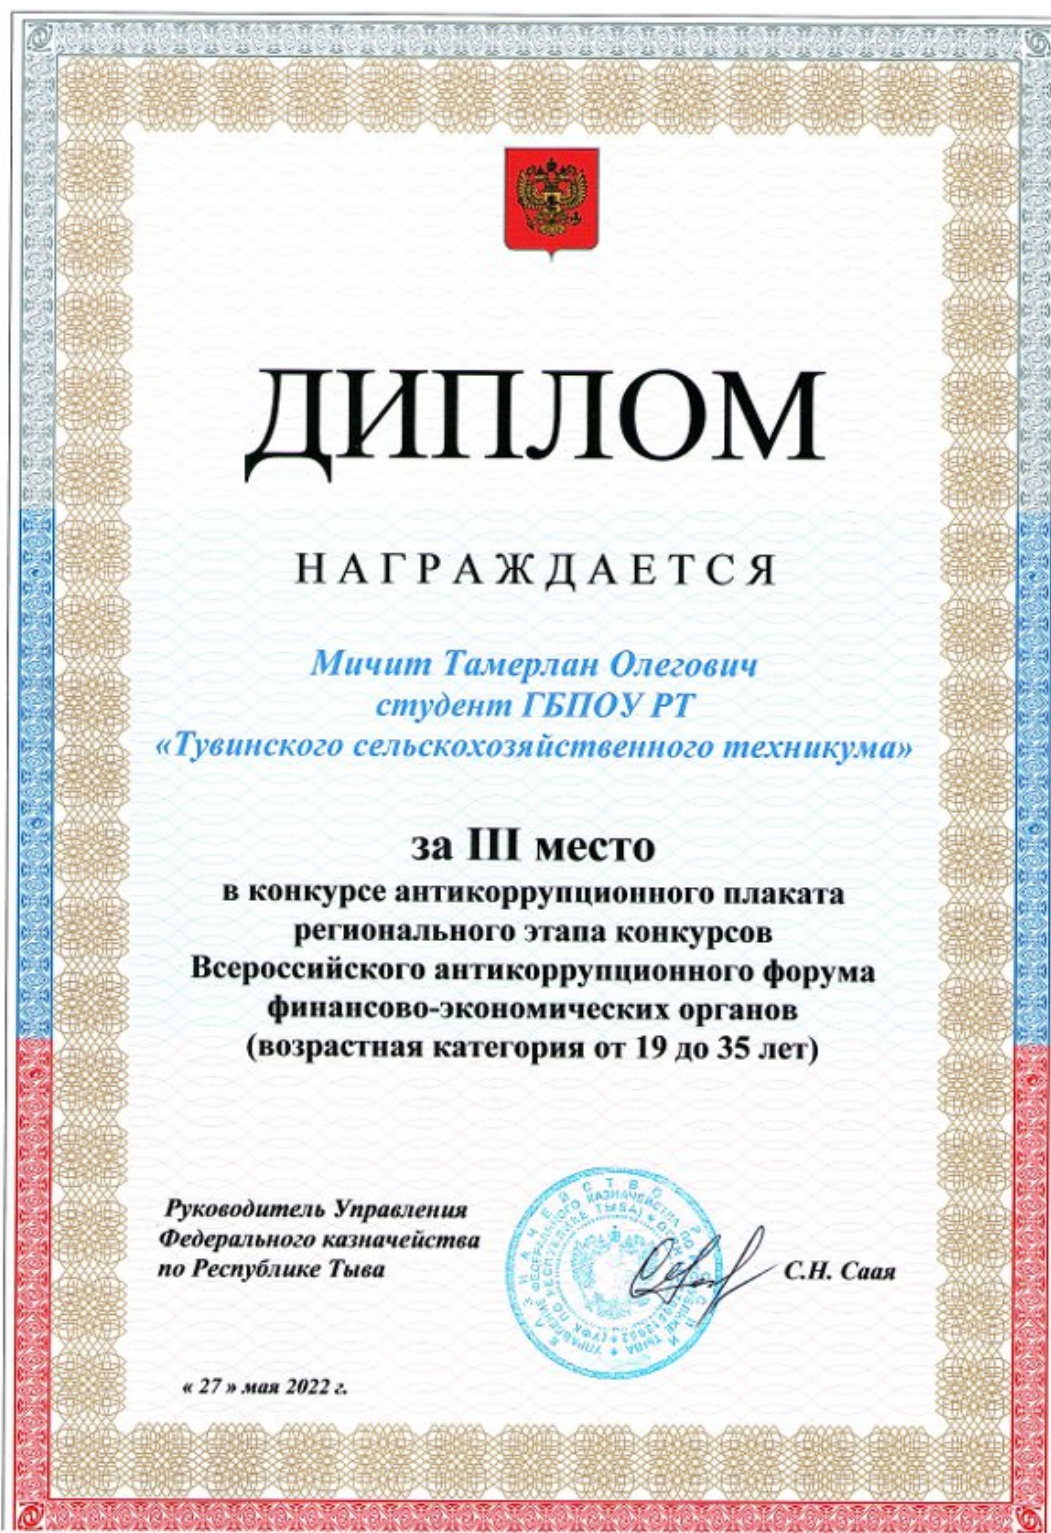 ДИПЛОМ
НАГРАЖДАЕТСЯ
Мичит Тамерлан Олегович
студент ГБПОУ РТ
«Тувинского сельскохозяйственного техникума»
за III место
в конкурсе антикоррупционного плаката
регионального этапа конкурсов
Всероссийского антикоррупционного форума
финансово-экономических органов
(возрастная категория от 19 до 35 лет)
Руководитель Управления
Федерального казначейства
по Республике Тыва
С.Н. Саая
« 27 » мая 2022 г.